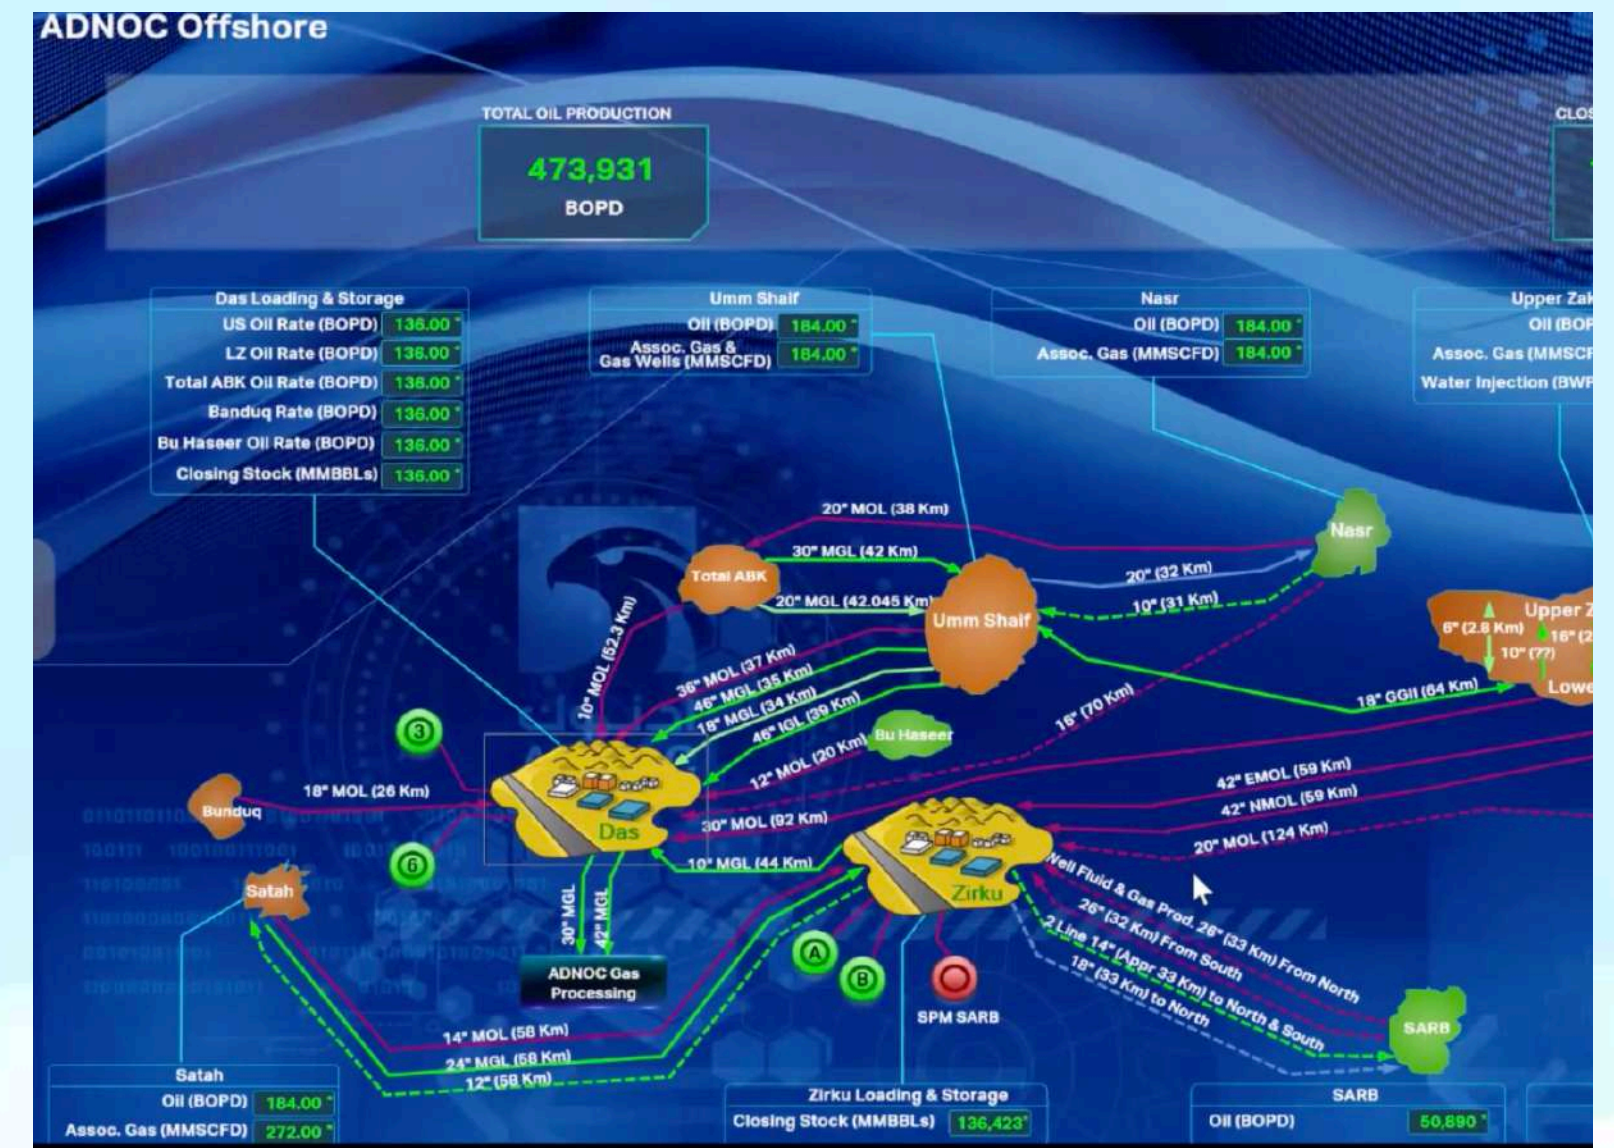 ADNOC Offshore
TOTAL OIL PRODUCTION
473,931
BOPD
Das Loading & Storage
US Oil Rate (BOPD) 136.00
LZ Oil Rate (BOPD) 136.00
Total ABK Oil Rate (BOPD) 136.00
Banduq Rate (BOPD) 136.00
Bu Haseer Oil Rate (BOPD) 136.00
Closing Stock (MMBBLs) 136.00
Umm Shaif
Oil (BOPD) 184.00
Assoc. Gas &
Gas Wells (MMSCFD) 184.00
Nasr
Oil (BOPD) 184.00
Assoc. Gas (MMSCFD) 184.00
Upper
Oil
Assoc. Gas
Water Injection
20" MOL (38 Km)
Nasr
30" MGL (42 Km)
Total ABK
20" (32 Km)
20" MGL (42.045 Km)
10" (31 Km)
Umm Shaif
10" MOL (52.3 Km)
Upper
6" (2.8 Km)
10" (??)
36" MOL (37 Km)
46" MGL (35 Km)
18" MGL (34 Km)
46" IGL (39 Km)
18" GGII (64 Km)
16" (70 Km)
Bu Haseer
12" MOL (20 Km)
3
18" MOL (26 Km)
Bunduq
Das
30" MOL (92 Km)
42" EMOL (59 Km)
42" NMOL (59 Km)
20" MOL (124 Km)
6
10" MGL (44 Km)
Satah
Zirku
30" MGL
42" MGL
Fluid & Gas Prod. 26" (33 Km) From North
26" (32 Km) From South
2 Line 14" (Appr 33 Km) to North & South
18" (33 Km) to North
A
B
ADNOC Gas
Processing
SPM SARB
SARB
14" MOL (58 Km)
24" MGL (58 Km)
12" (58 Km)
Satah
Oil (BOPD) 184.00
Assoc. Gas (MMSCFD) 272.00
Zirku Loading & Storage
Closing Stock (MMBBLs) 136,423
SARB
Oil (BOPD) 50,890